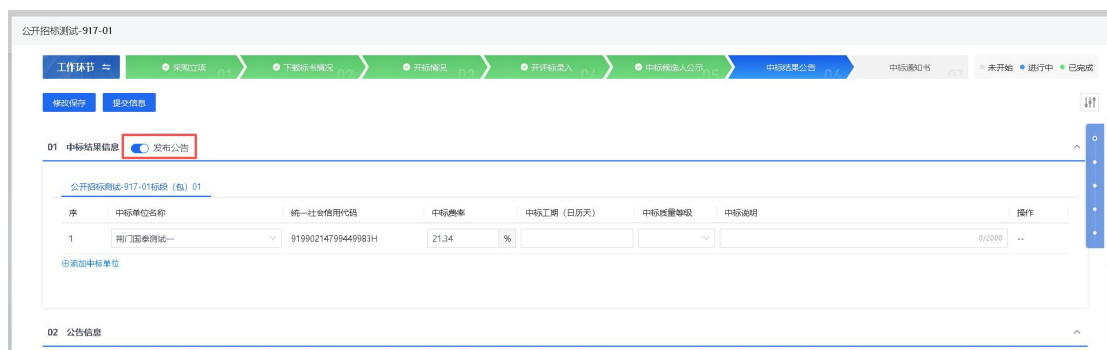 公开招标测试-917-01
工作环节 采购立项 01 下载标书情况 02 开标情况 03 开评标录入 04 中标候选人公示 05 中标结果公告 06 中标通知书 07 未开始 进行中 已完成
修改保存 提交信息
01 中标结果信息 发布公告
公开招标测试-917-01标段（包）01
序 中标单位名称 统一社会信用代码 中标费率 中标工期（日历天） 中标质量等级 中标说明 操作
1 荆门国泰测试一 91990214799449983H 21.34 % 0/2000 --
⊕添加中标单位
02 公告信息